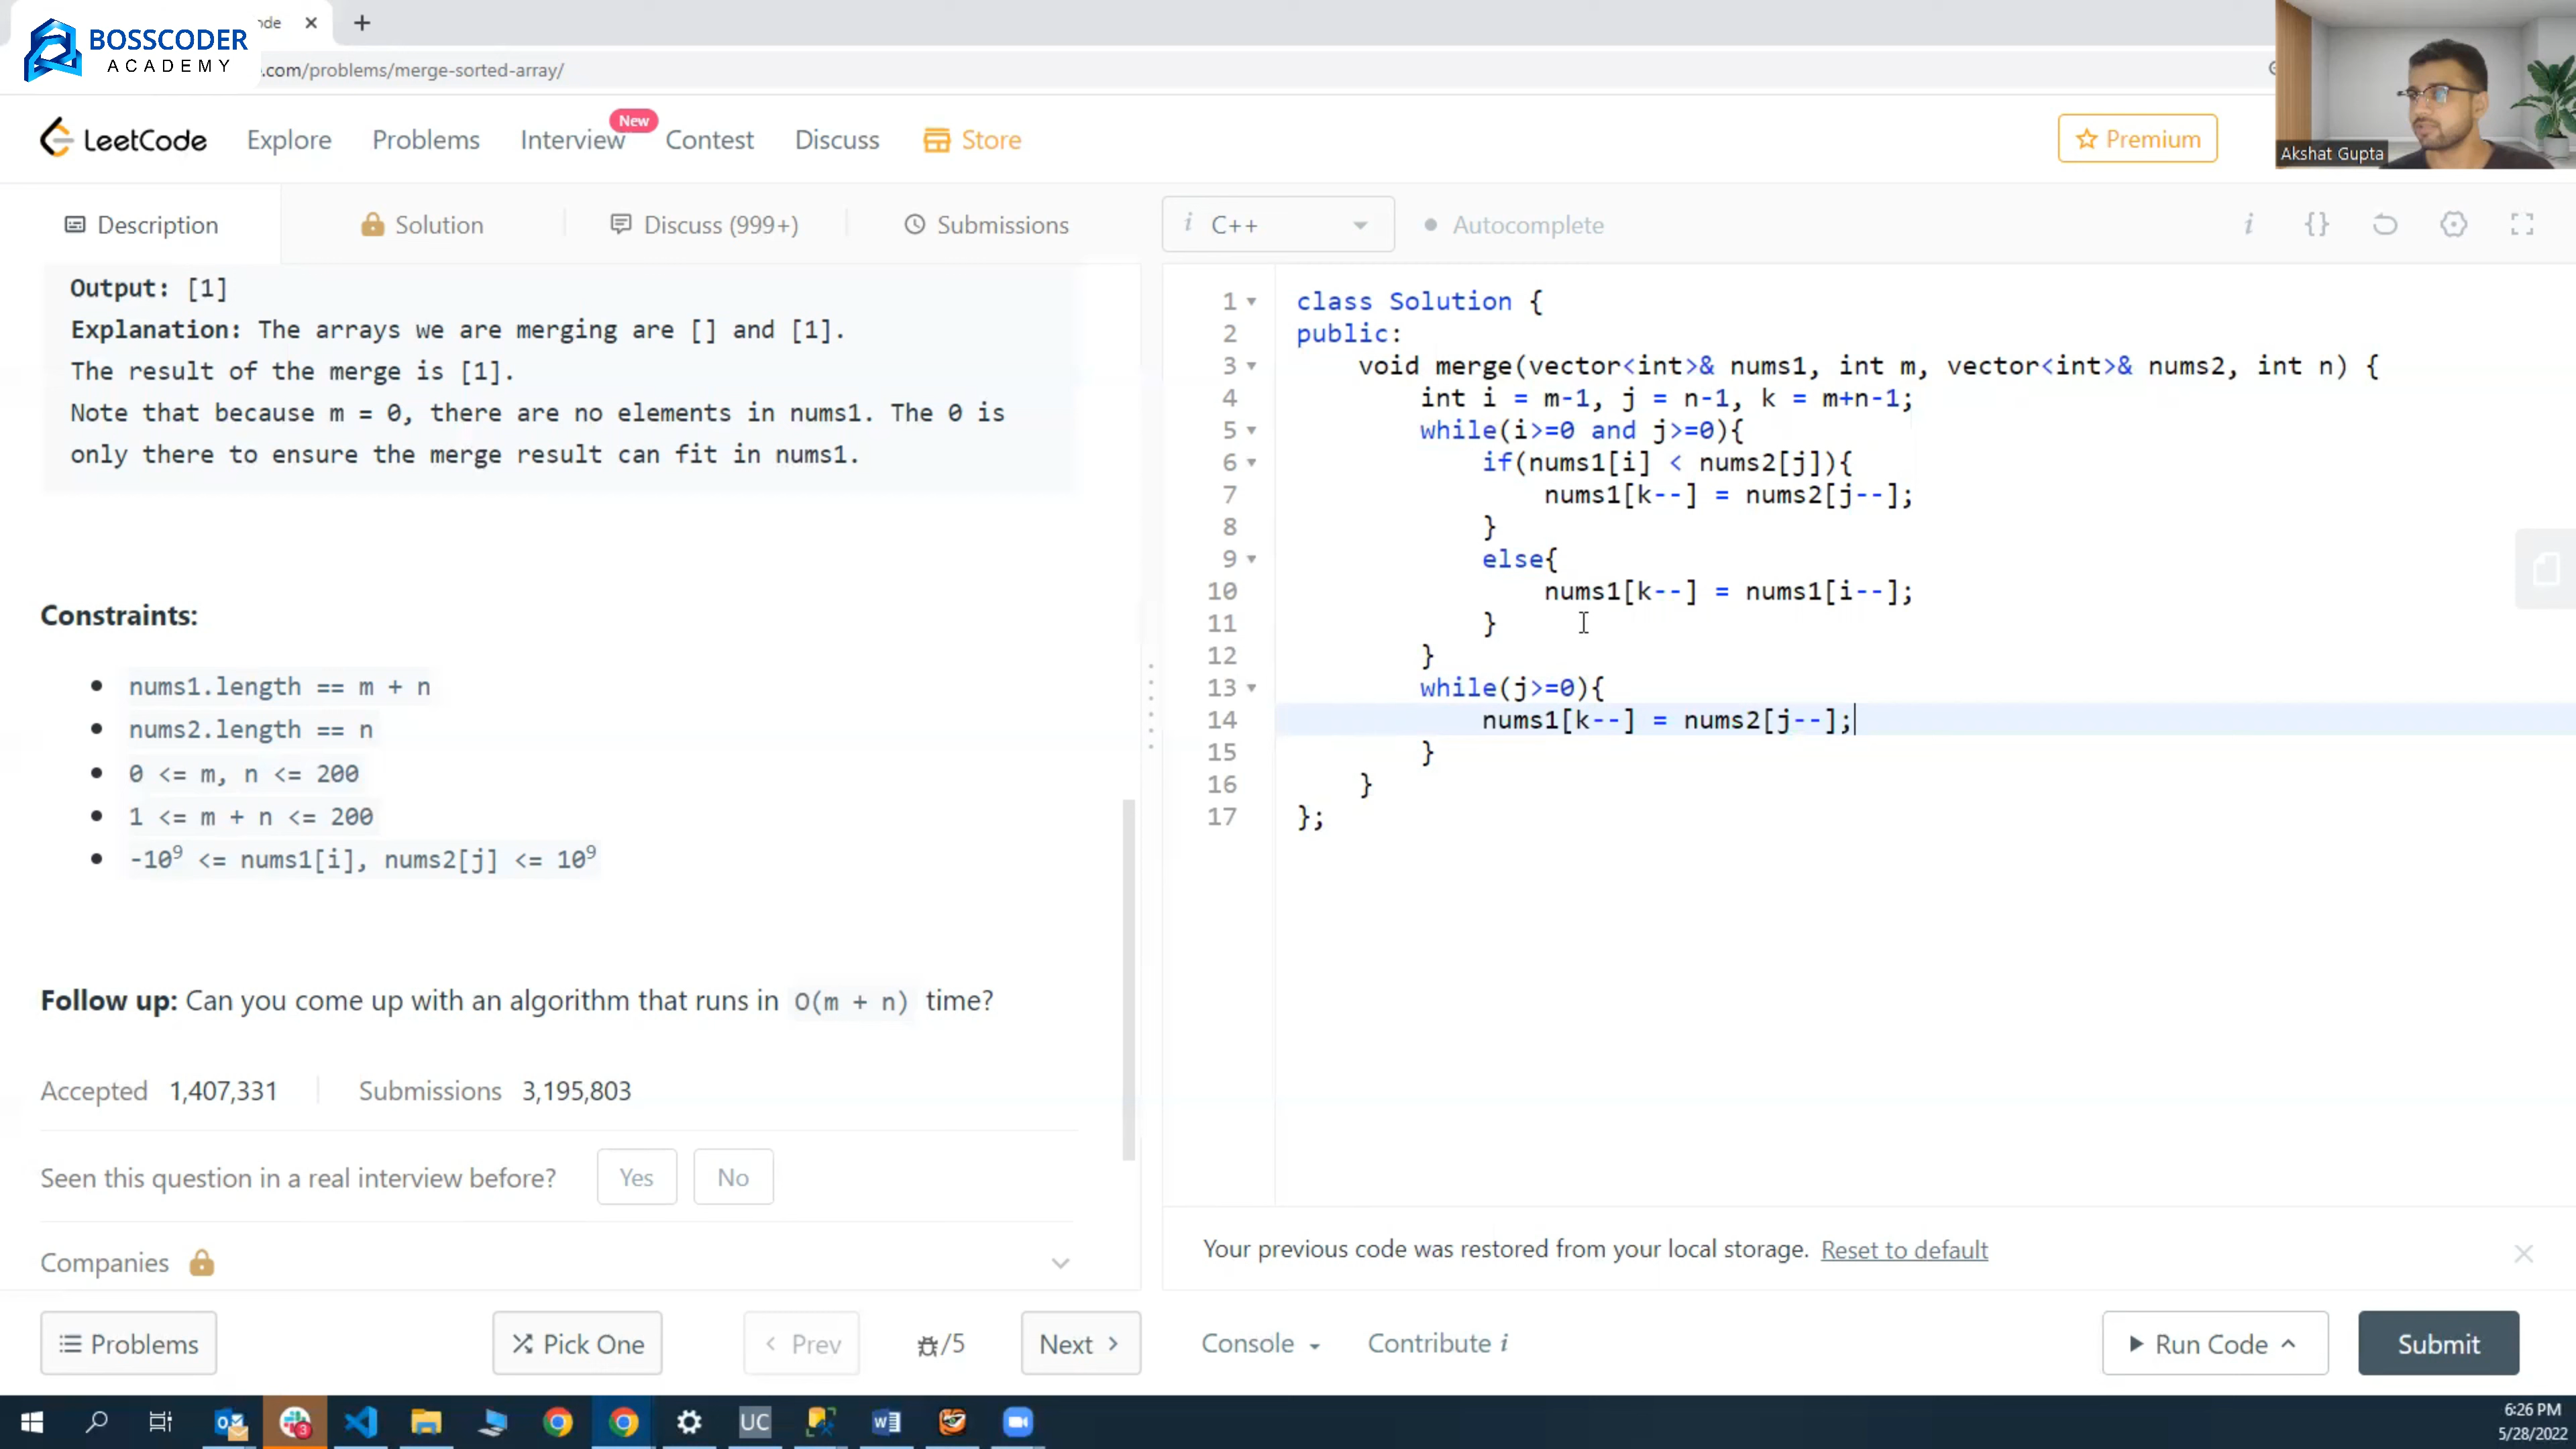 BOSSCODER
ACADEMY
ode
.com/problems/merge-sorted-array/
LeetCode
Explore
Problems
Interview
New
Contest
Discuss
Store
Premium
Akshat Gupta
Description
Solution
Discuss (999+)
Submissions
i C++
Autocomplete
i {}
Output: [1]
Explanation: The arrays we are merging are [] and [1].
The result of the merge is [1].
Note that because m = 0, there are no elements in nums1. The 0 is
only there to ensure the merge result can fit in nums1.
Constraints:
nums1.length == m + n
nums2.length == n
0 <= m, n <= 200
1 <= m + n <= 200
-10⁹ <= nums1[i], nums2[j] <= 10⁹
Follow up: Can you come up with an algorithm that runs in O(m + n) time?
Accepted 1,407,331 Submissions 3,195,803
Seen this question in a real interview before? Yes No
Companies
Problems
Pick One
Prev
/5
Next
1 class Solution {
2 public:
3 void merge(vector<int>& nums1, int m, vector<int>& nums2, int n) {
4 int i = m-1, j = n-1, k = m+n-1;
5 while(i>=0 and j>=0){
6 if(nums1[i] < nums2[j]){
7 nums1[k--] = nums2[j--];
8 }
9 else{
10 nums1[k--] = nums1[i--];
11 }
12 }
13 while(j>=0){
14 nums1[k--] = nums2[j--];
15 }
16 }
17 };
Your previous code was restored from your local storage. Reset to default
Console
Contribute i
Run Code
Submit
UC
3
6:26 PM
5/28/2022